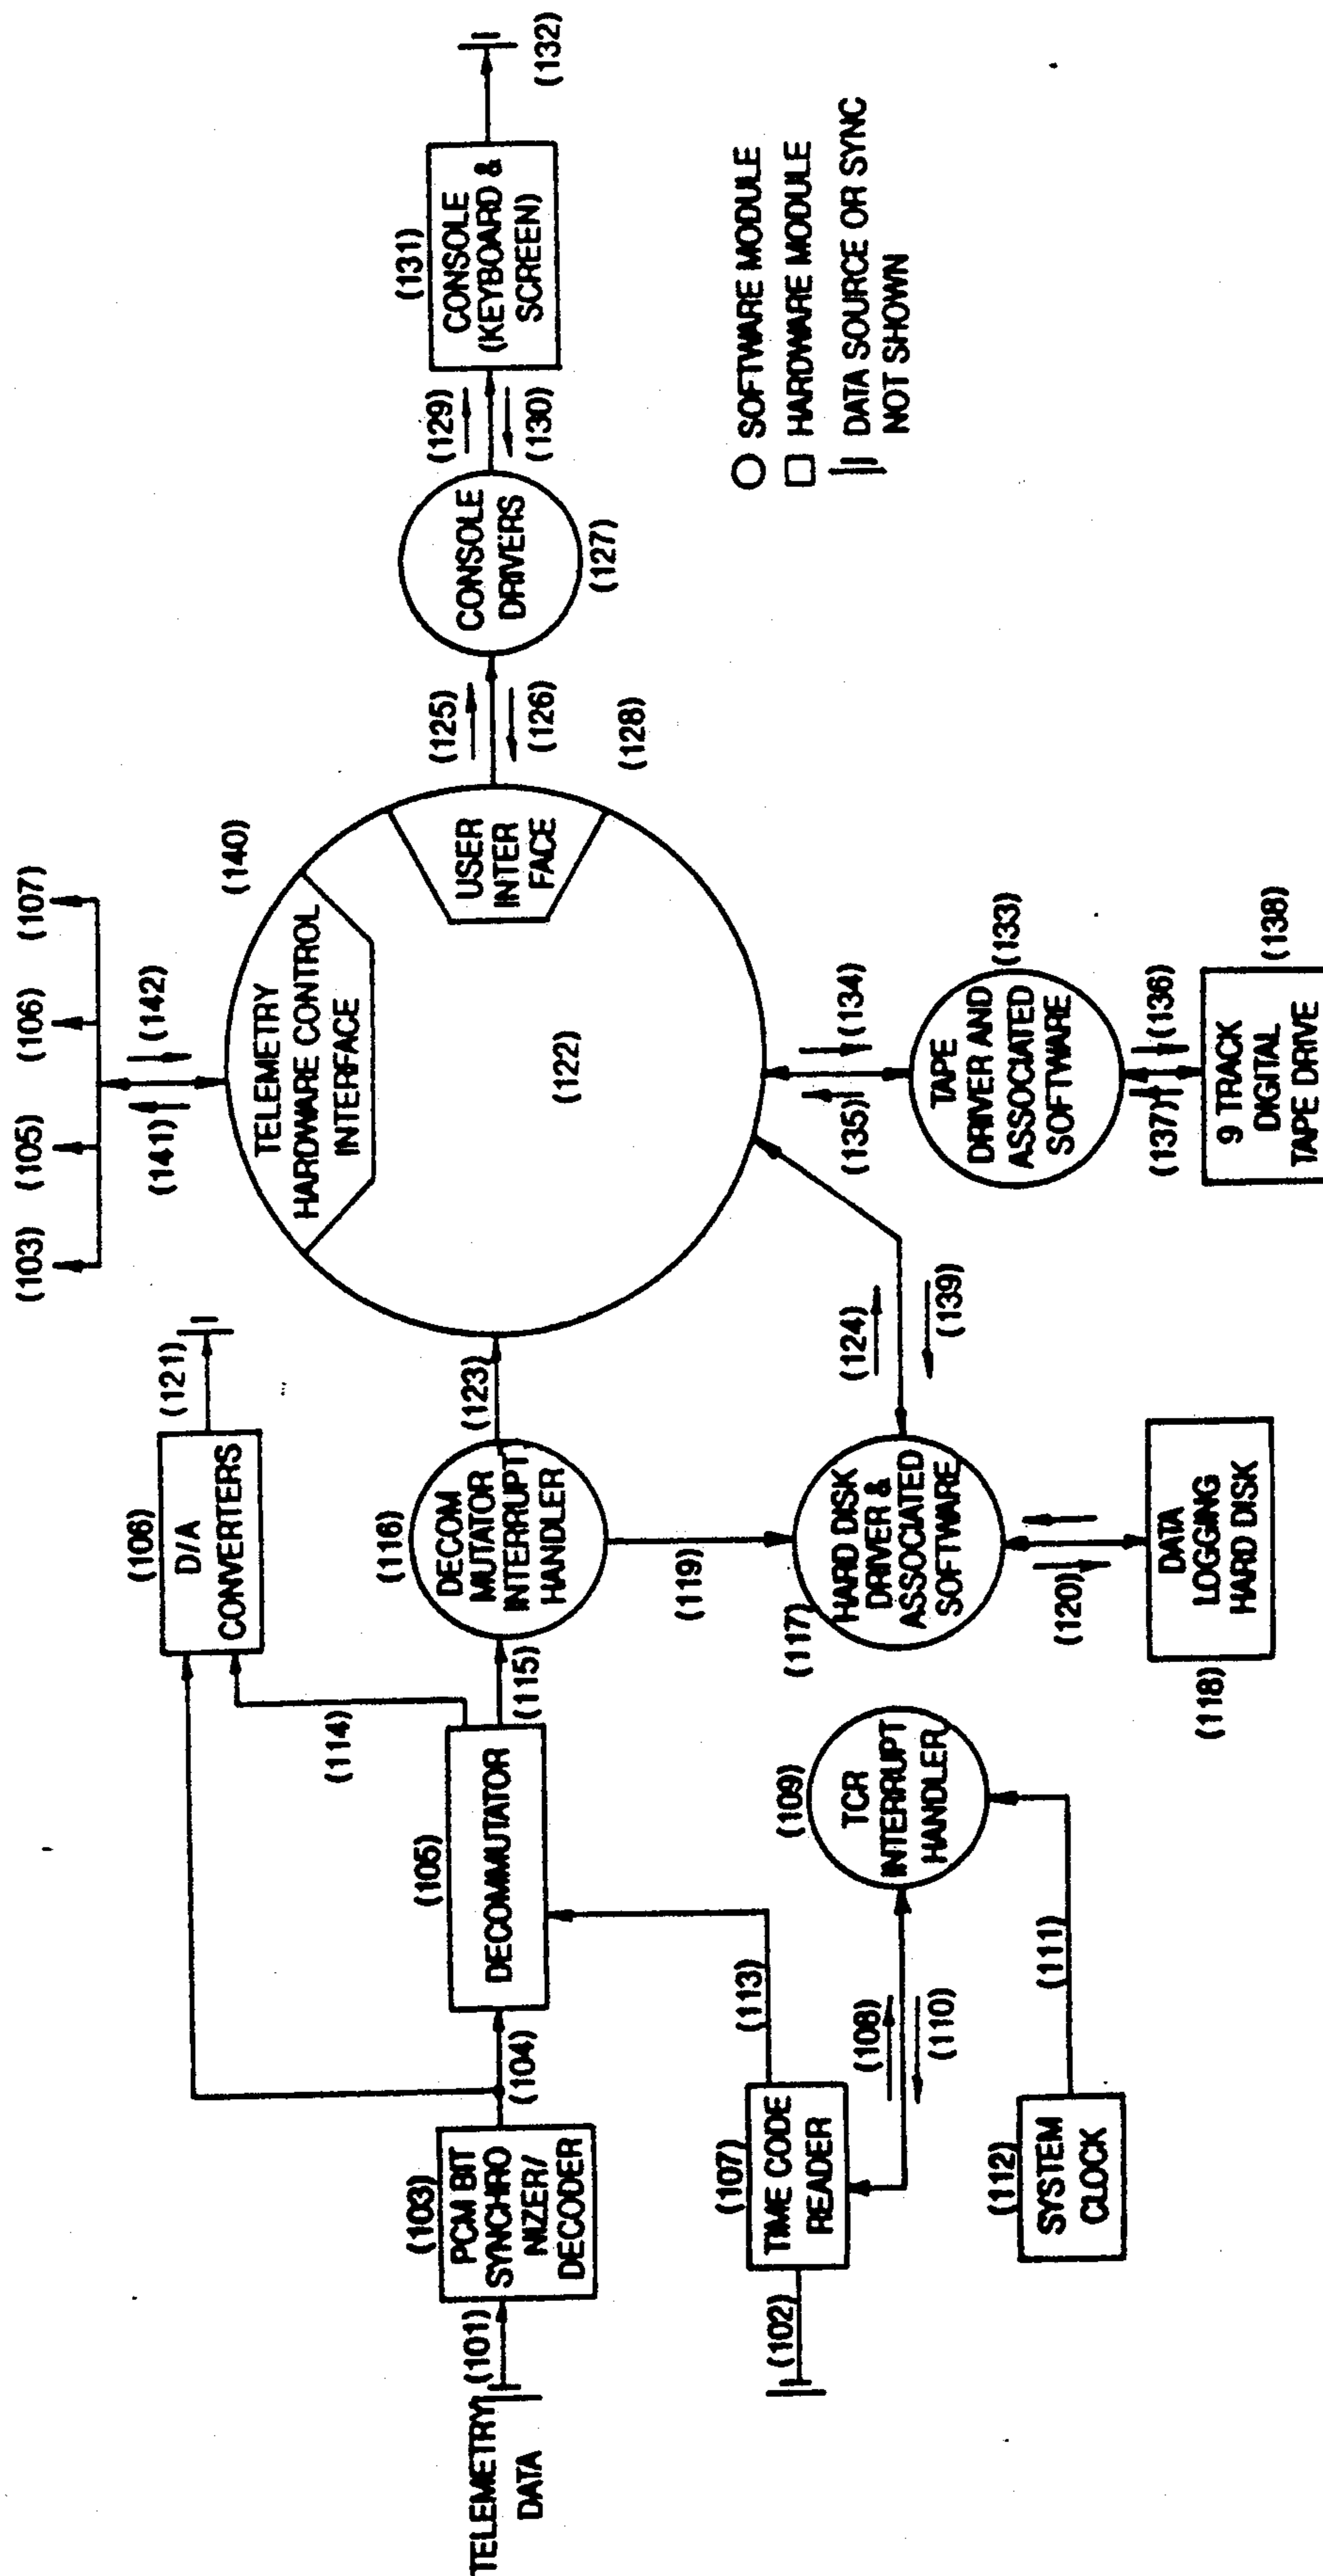 TELEMETRY
DATA
(101)
(103)
PCM BIT
SYNCHRO
NIZER/
DECODER
(104)
(105)
DECOMMUTATOR
(114)
(106)
D/A
CONVERTERS
(121)
(115)
(116)
DECOM
MUTATOR
INTERRUPT
HANDLER
(123)
(119)
(102)
(107)
TIME CODE
READER
(113)
(108)
(110)
(109)
TCR
INTERRUPT
HANDLER
(111)
(112)
SYSTEM
CLOCK
(117)
HARD DISK
DRIVER &
ASSOCIATED
SOFTWARE
(120)
(118)
DATA
LOGGING
HARD DISK
(124)
(139)
(103)
(105)
(106)
(107)
(141)
(142)
(140)
TELEMETRY
HARDWARE CONTROL
INTERFACE
(122)
USER
INTER
FACE
(128)
(125)
(126)
CONSOLE
DRIVERS
(127)
(129)
(130)
(131)
CONSOLE
(KEYBOARD &
SCREEN)
(132)
(135)
(134)
(133)
TAPE
DRIVER AND
ASSOCIATED
SOFTWARE
(137)
(136)
(138)
9 TRACK
DIGITAL
TAPE DRIVE
SOFTWARE MODULE
HARDWARE MODULE
DATA SOURCE OR SYNC
NOT SHOWN